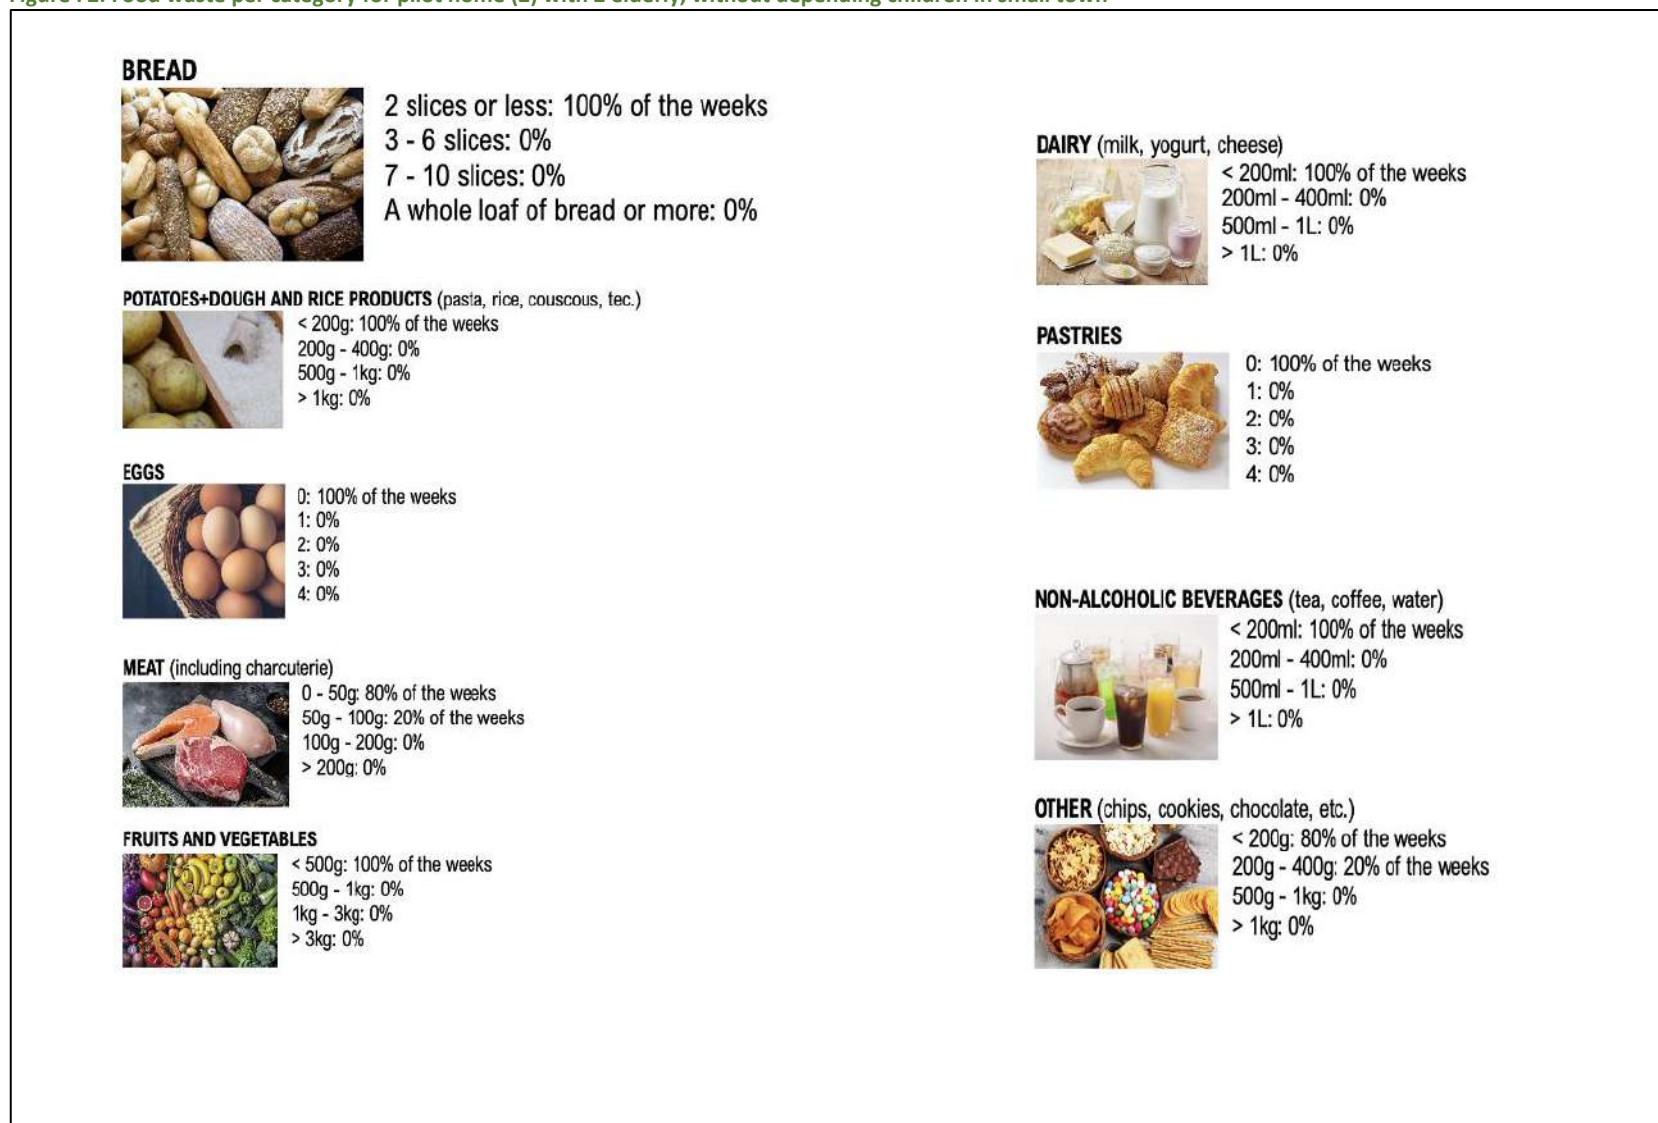 BREAD
2 slices or less: 100% of the weeks
3 - 6 slices: 0%
7 - 10 slices: 0%
A whole loaf of bread or more: 0%
POTATOES+DOUGH AND RICE PRODUCTS (pasta, rice, couscous, tec.)
< 200g: 100% of the weeks
200g - 400g: 0%
500g - 1kg: 0%
> 1kg: 0%
EGGS
0: 100% of the weeks
1: 0%
2: 0%
3: 0%
4: 0%
MEAT (including charcuterie)
0 - 50g: 80% of the weeks
50g - 100g: 20% of the weeks
100g - 200g: 0%
> 200g: 0%
FRUITS AND VEGETABLES
< 500g: 100% of the weeks
500g - 1kg: 0%
1kg - 3kg: 0%
> 3kg: 0%
DAIRY (milk, yogurt, cheese)
< 200ml: 100% of the weeks
200ml - 400ml: 0%
500ml - 1L: 0%
> 1L: 0%
PASTRIES
0: 100% of the weeks
1: 0%
2: 0%
3: 0%
4: 0%
NON-ALCOHOLIC BEVERAGES (tea, coffee, water)
< 200ml: 100% of the weeks
200ml - 400ml: 0%
500ml - 1L: 0%
> 1L: 0%
OTHER (chips, cookies, chocolate, etc.)
< 200g: 80% of the weeks
200g - 400g: 20% of the weeks
500g - 1kg: 0%
> 1kg: 0%